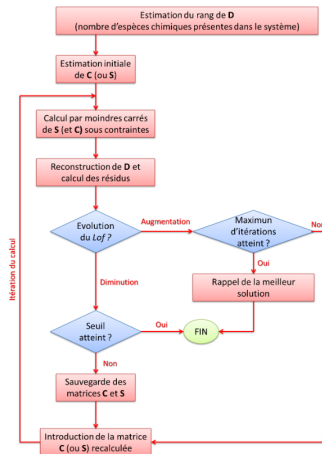 Estimation du rang de D
(nombre d'espèces chimiques présentes dans le système)
Estimation initiale
de C (ou S)
Calcul par moindres carrés
de S (et C) sous contraintes
Reconstruction de D et
calcul des résidus
Evolution
du Lof ?
Augmentation
Maximun
d'itérations
atteint ?
Non
Oui
Rappel de la meilleur
solution
Diminution
Seuil
atteint ?
Oui
FIN
Non
Sauvegarde des
matrices C et S
Introduction de la matrice
C (ou S) recalculée
Itération du calcul